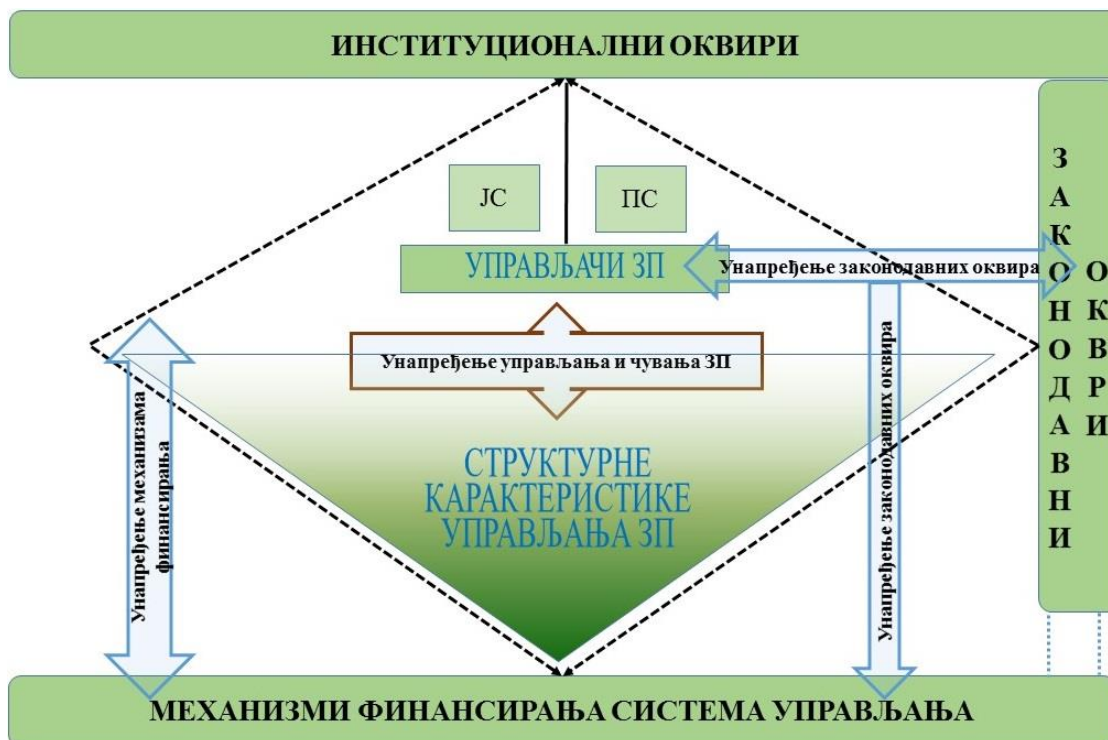 ИНСТИТУЦИОНАЛНИ ОКВИРИ
ЈС
ПС
УПРАВЉАЧИ ЗП
Унапређење законодавних оквира
Унапређење управљања и чувања ЗП
СТРУКТУРНЕ
КАРАКТЕРИСТИКЕ
УПРАВЉАЊА ЗП
Унапређење механизама
финансирања
Унапређење законодавних оквира
ЗАКОНОДАВНИ
ОКВРИ
МЕХАНИЗМИ ФИНАНСИРАЊА СИСТЕМА УПРАВЉАЊА